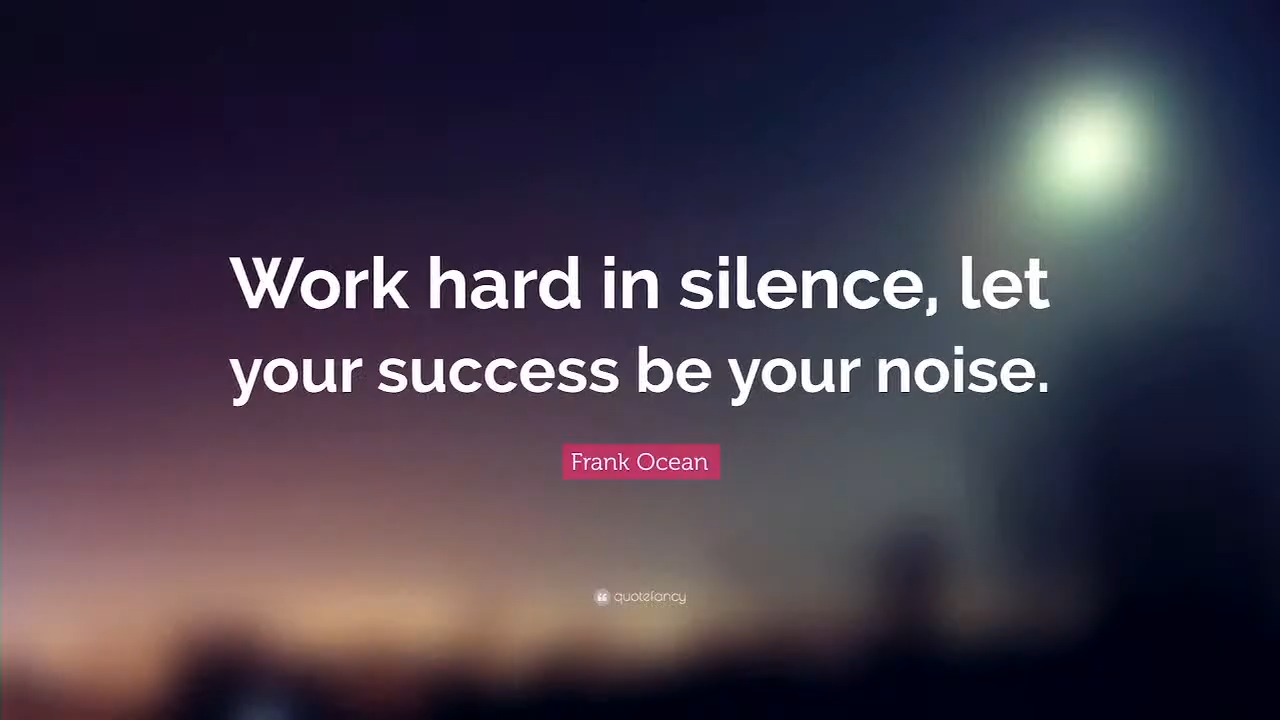 Work hard in silence, let
your success be your noise.
Frank Ocean
quotefancy